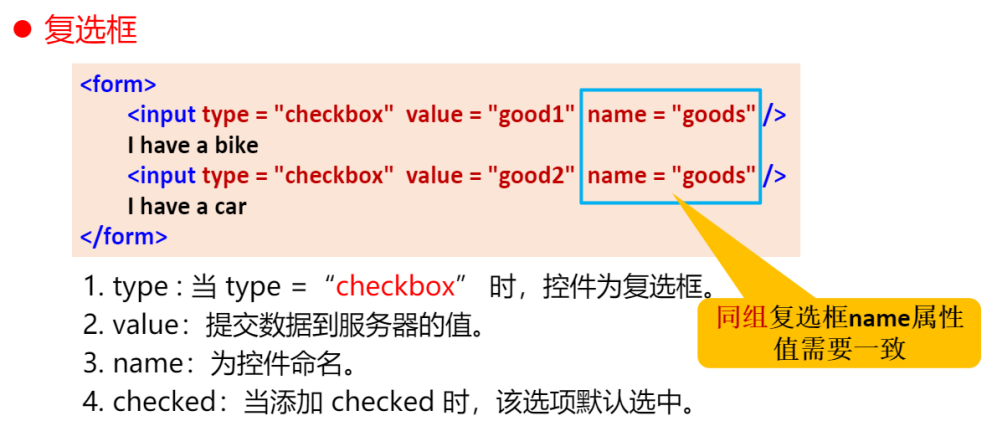 ● 复选框
<form>
<input type = "checkbox" value = "good1" name = "goods" />
I have a bike
<input type = "checkbox" value = "good2" name = "goods" />
I have a car
</form>
1. type : 当 type = “checkbox” 时，控件为复选框。
2. value：提交数据到服务器的值。
3. name：为控件命名。
4. checked：当添加 checked 时，该选项默认选中。
同组复选框name属性
值需要一致